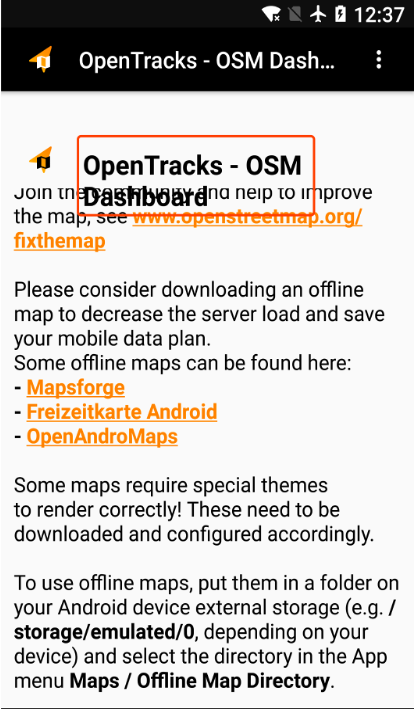 12:37
OpenTracks - OSM Dash...
OpenTracks - OSM
Dashboard
Join the community and help to improve
the map, see www.openstreetmap.org/
fixthemap
Please consider downloading an offline
map to decrease the server load and save
your mobile data plan.
Some offline maps can be found here:
- Mapsforge
- Freizeitkarte Android
- OpenAndroMaps
Some maps require special themes
to render correctly! These need to be
downloaded and configured accordingly.
To use offline maps, put them in a folder on
your Android device external storage (e.g. /
storage/emulated/0, depending on your
device) and select the directory in the App
menu Maps / Offline Map Directory.